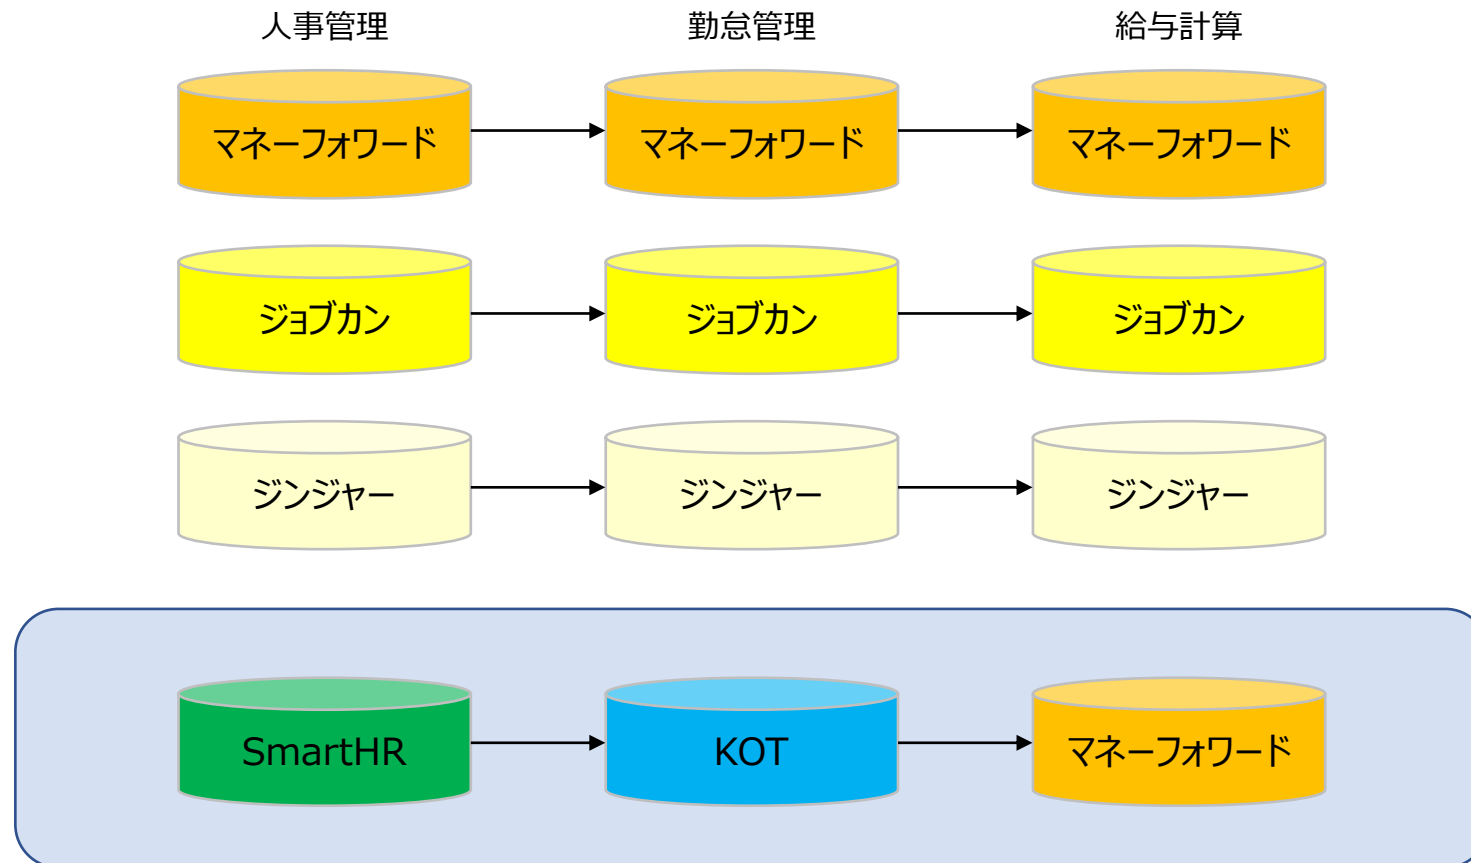 人事管理
勤怠管理
給与計算
マネーフォワード
マネーフォワード
マネーフォワード
ジョブカン
ジョブカン
ジョブカン
ジンジャー
ジンジャー
ジンジャー
SmartHR
KOT
マネーフォワード